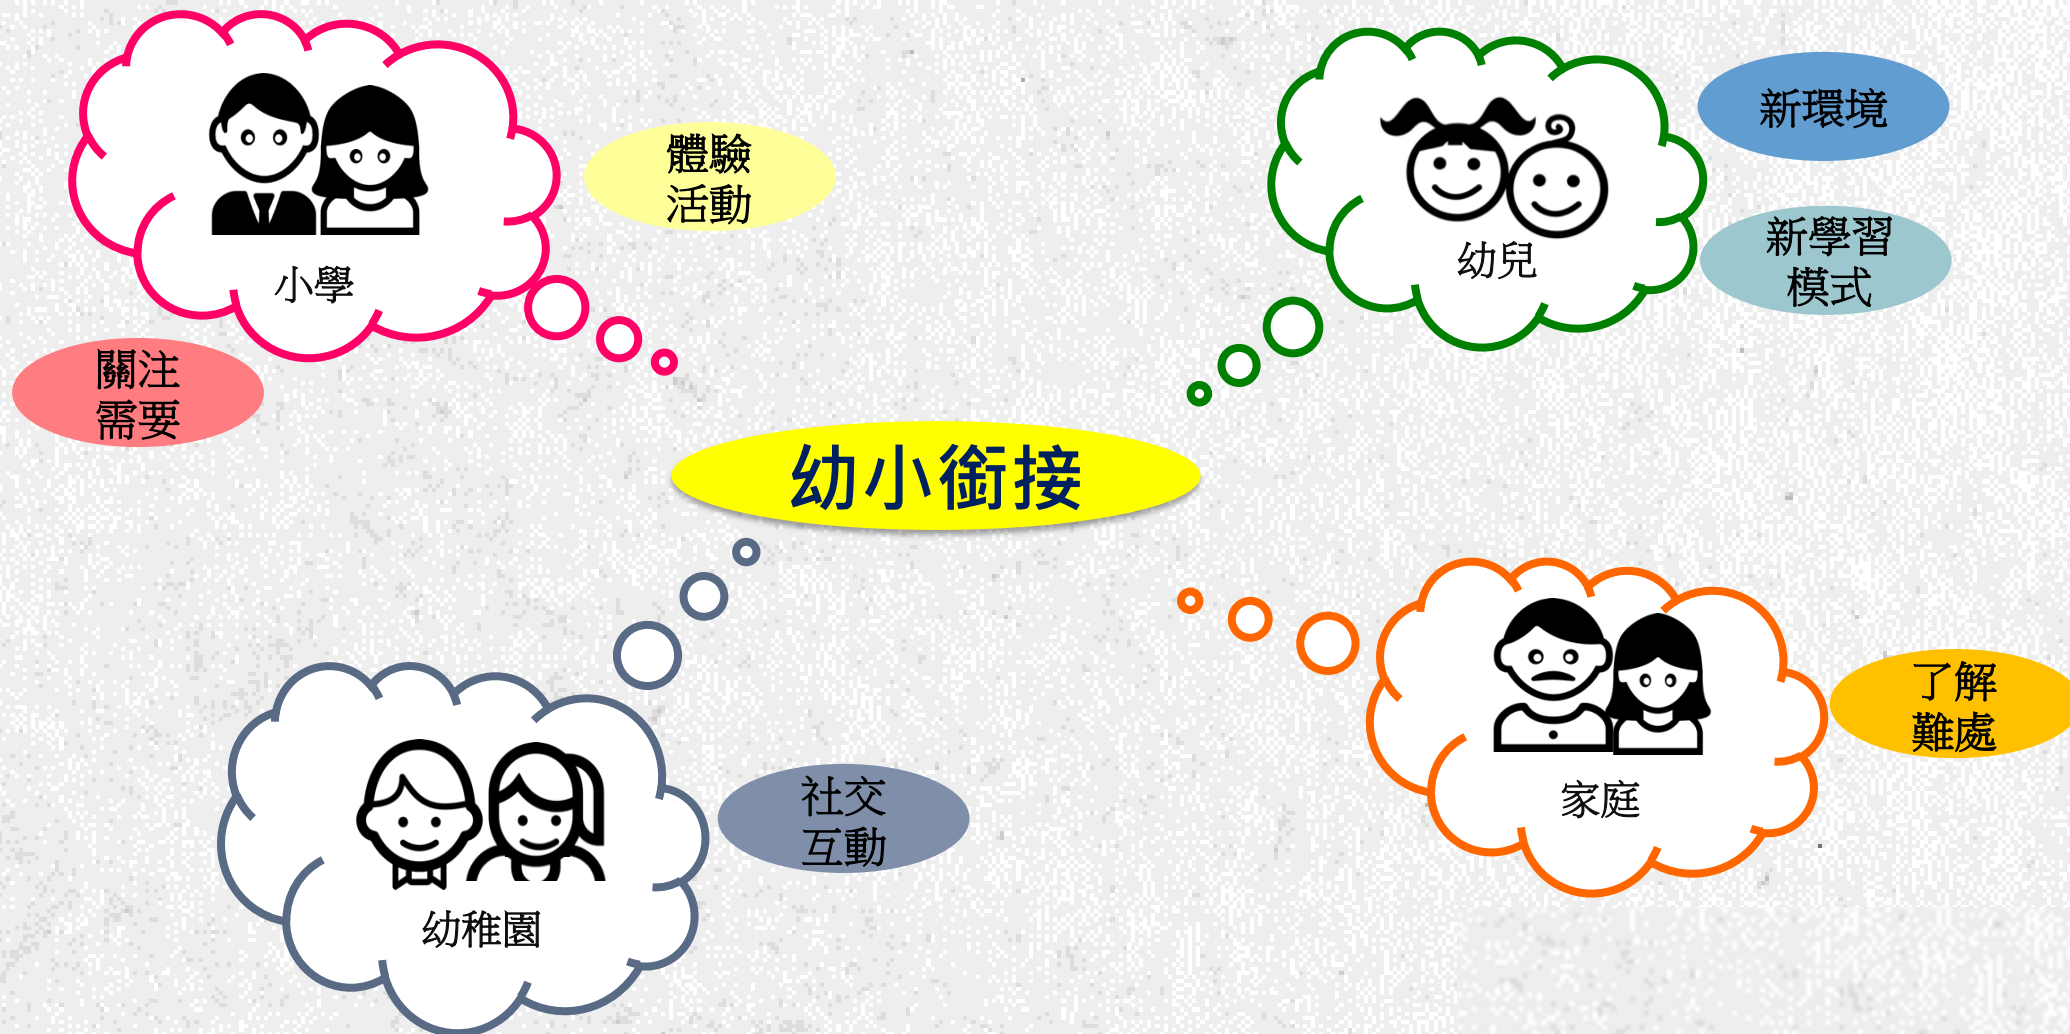 體驗
活動
小學
關注
需要
新環境
新學習
模式
幼兒
幼小銜接
社交
互動
幼稚園
了解
難處
家庭